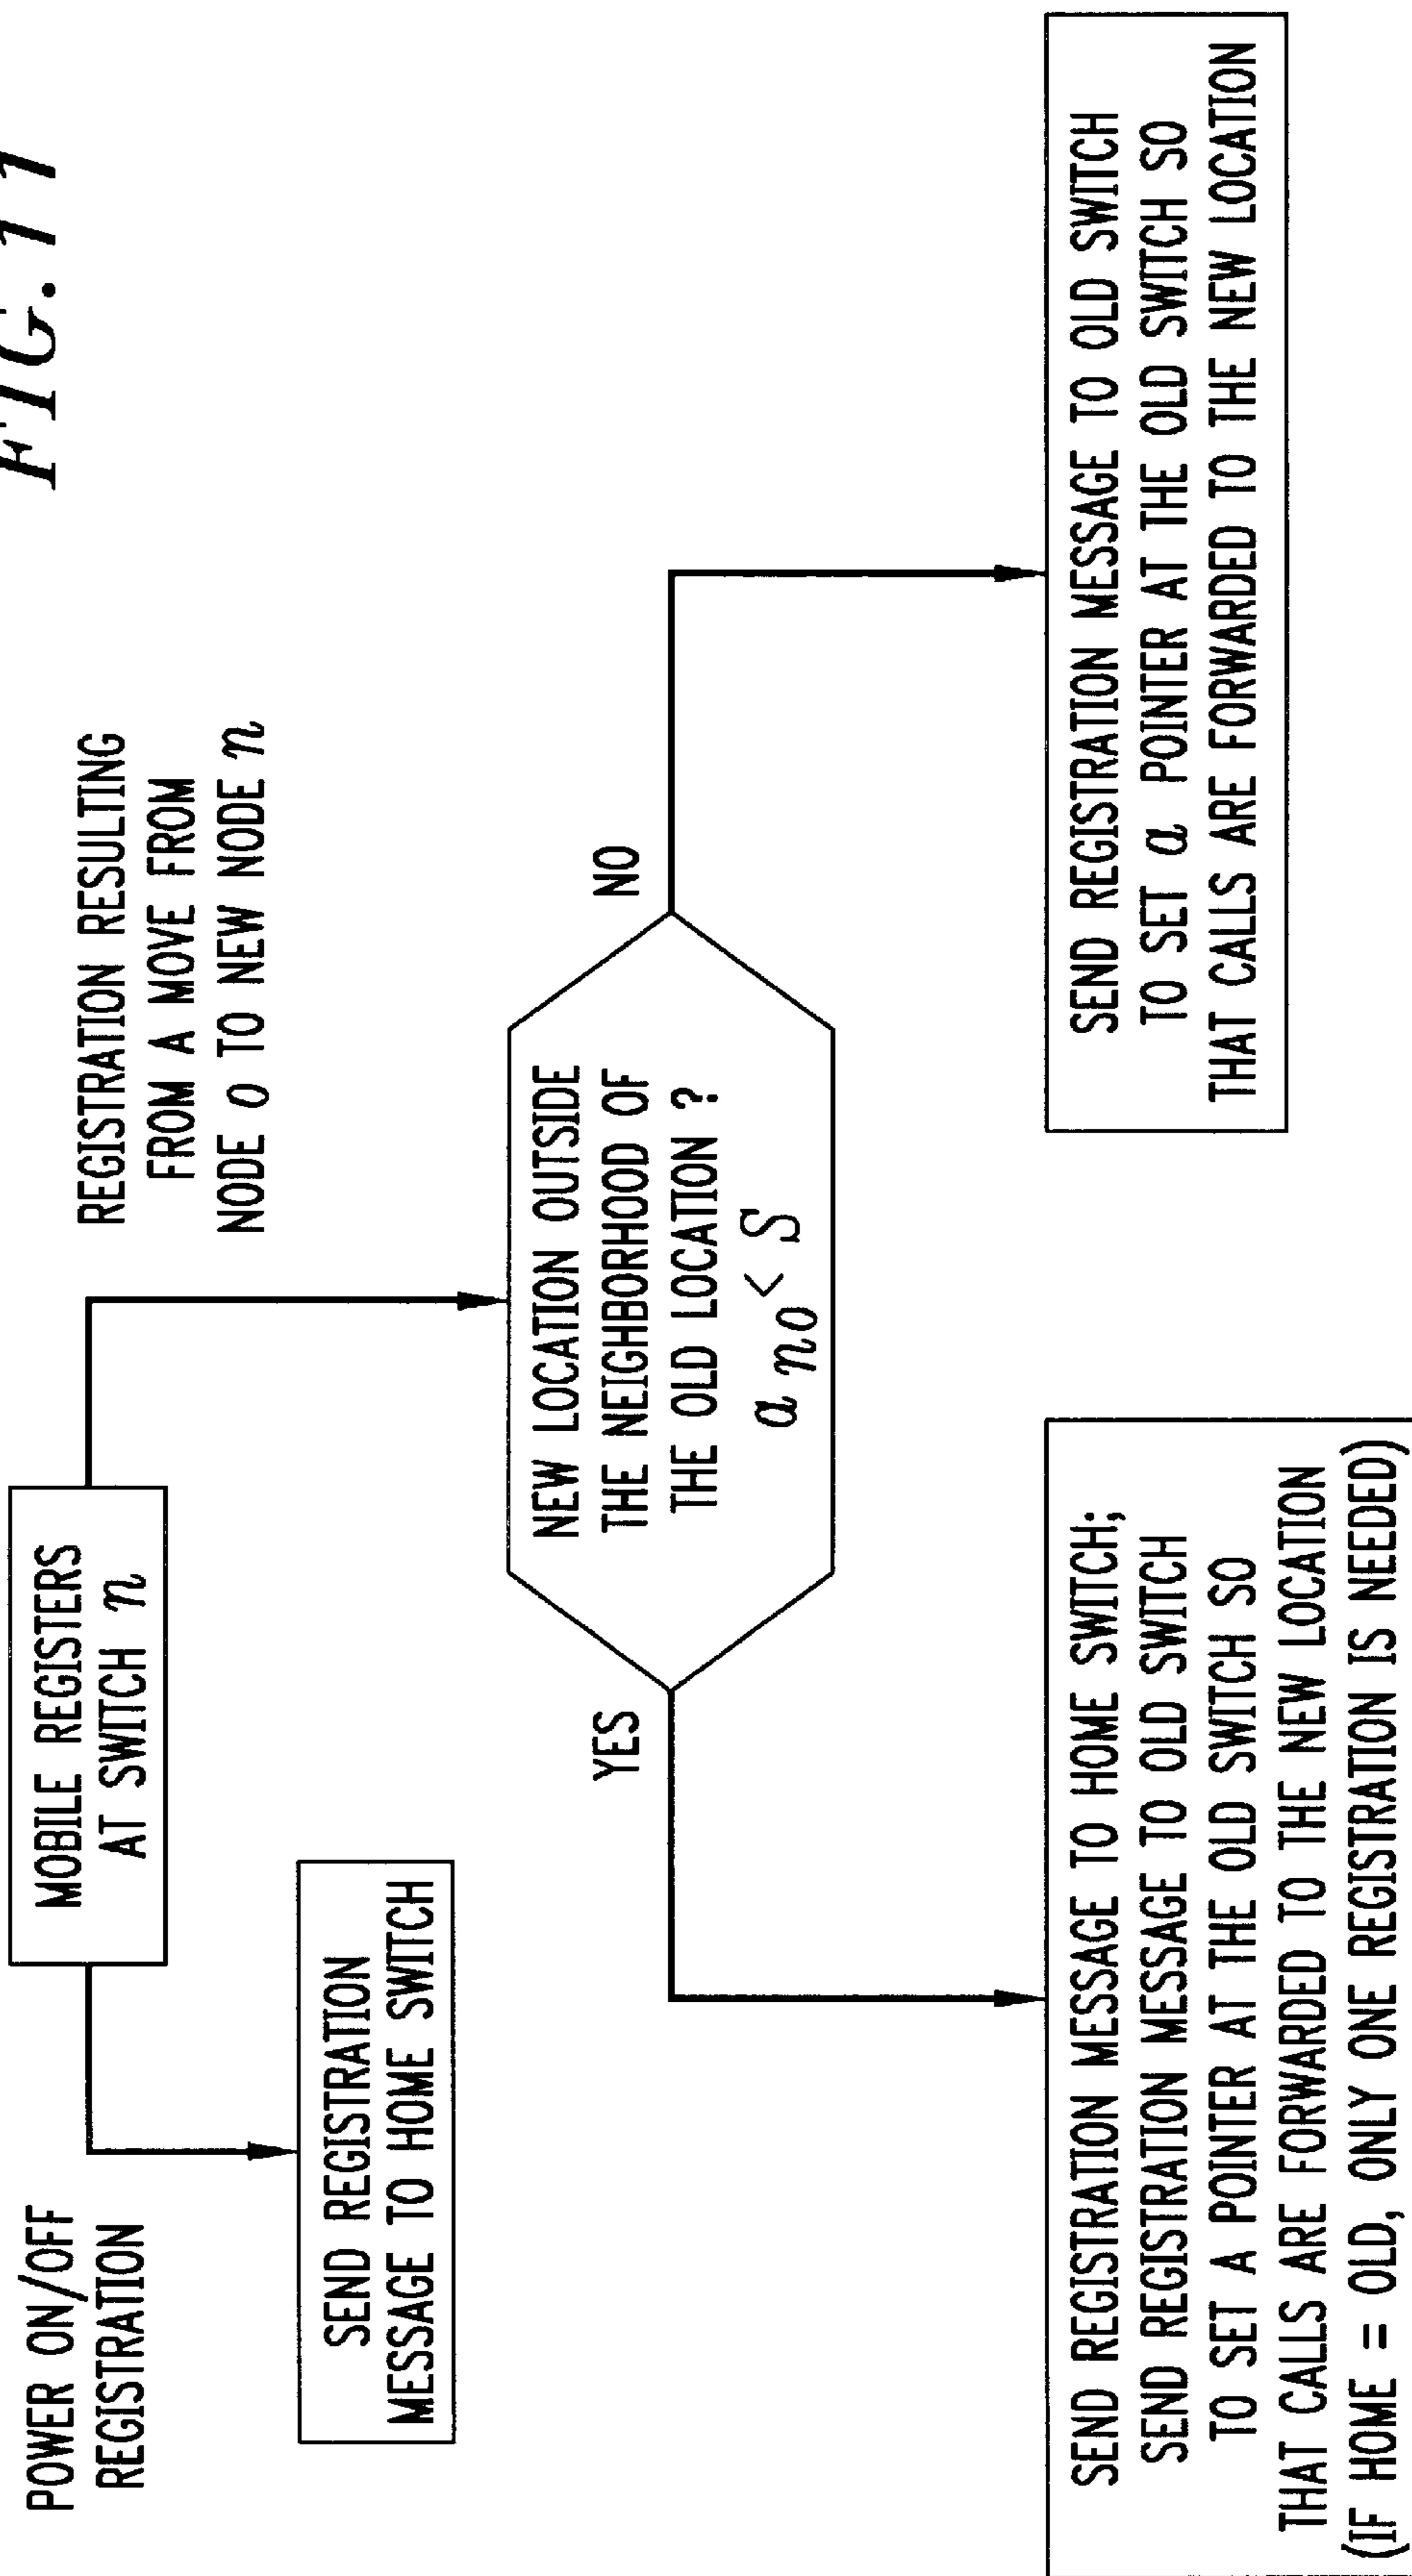 FIG. 11
MOBILE REGISTERS
AT SWITCH n
POWER ON/OFF
REGISTRATION
REGISTRATION RESULTING
FROM A MOVE FROM
NODE o TO NEW NODE n
SEND REGISTRATION
MESSAGE TO HOME SWITCH
NEW LOCATION OUTSIDE
THE NEIGHBORHOOD OF
THE OLD LOCATION ?
a no < S
YES
NO
SEND REGISTRATION MESSAGE TO HOME SWITCH;
SEND REGISTRATION MESSAGE TO OLD SWITCH
TO SET A POINTER AT THE OLD SWITCH SO
THAT CALLS ARE FORWARDED TO THE NEW LOCATION
(IF HOME = OLD, ONLY ONE REGISTRATION IS NEEDED)
SEND REGISTRATION MESSAGE TO OLD SWITCH
TO SET a POINTER AT THE OLD SWITCH SO
THAT CALLS ARE FORWARDED TO THE NEW LOCATION